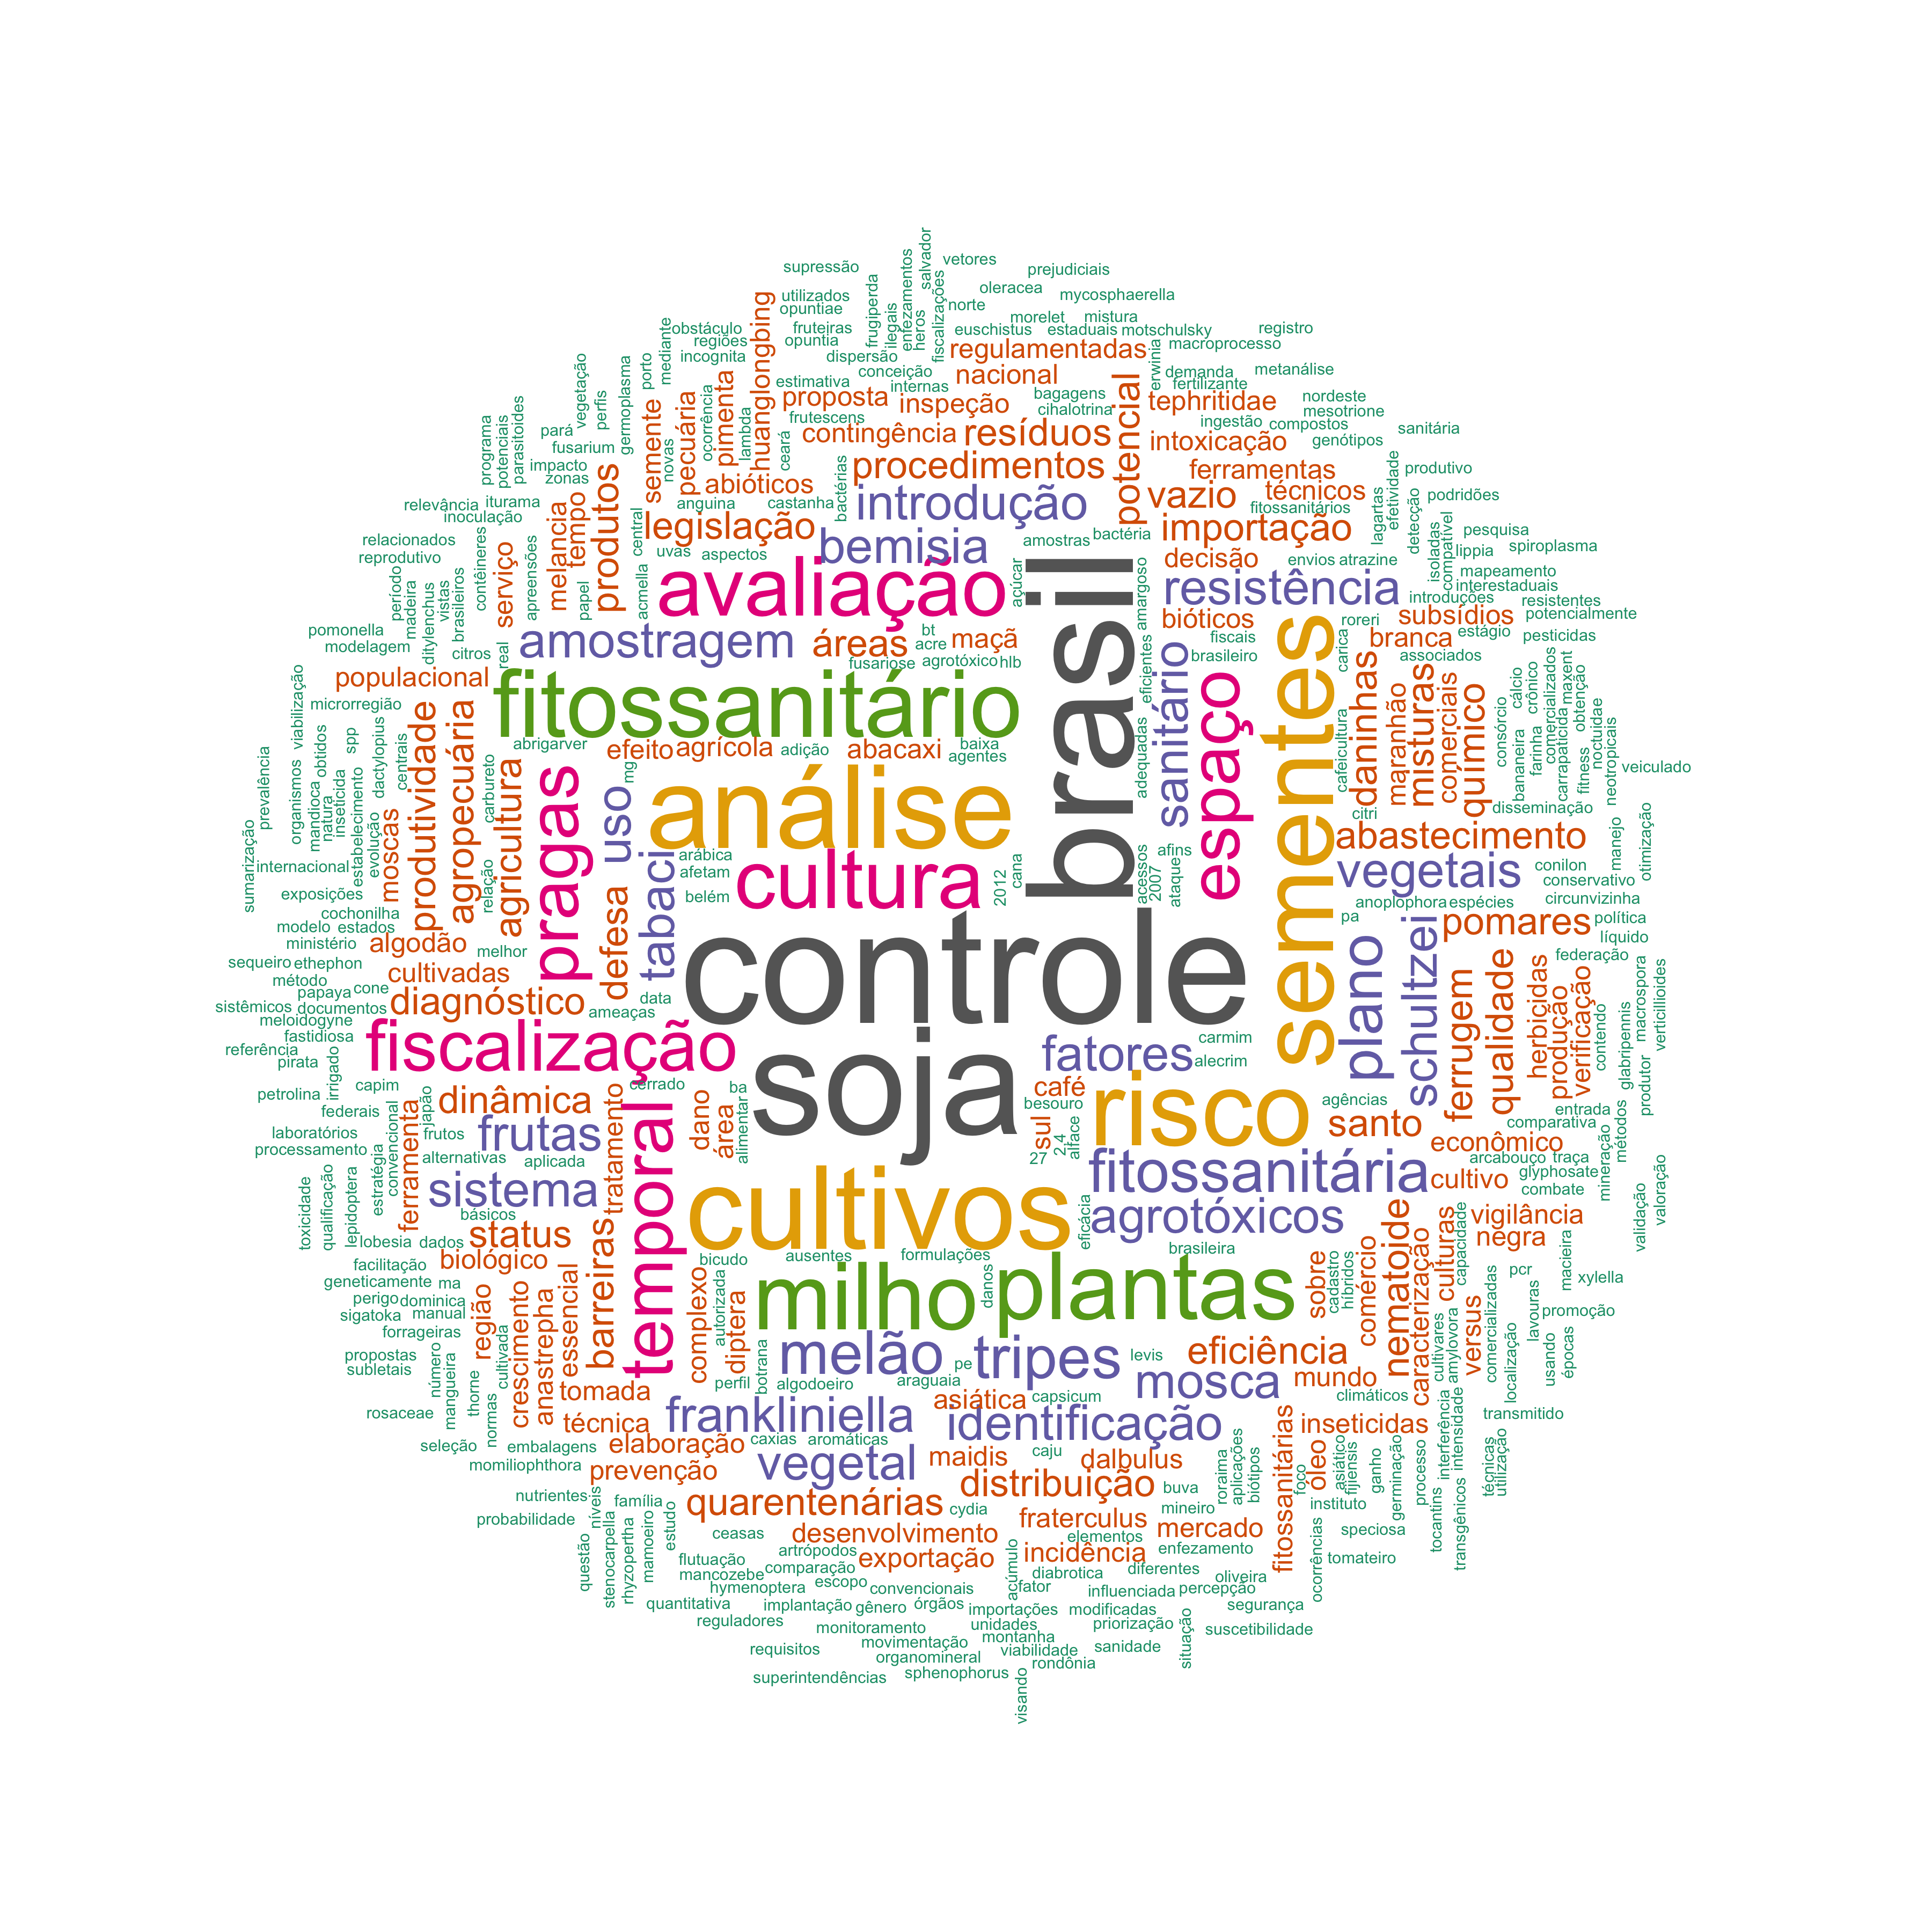 supressão
vetores
prejudiciais
salvador
enfezamentos
utilizados
opuntiae
oleracea
mycosphaerella
norte
huanglongbing
frugiperda
ilegais
heros
fiscalizações
morelet
mistura
obstáculo
regiões
incognita
mediante
porto
fruteiras
opuntia
dispersão
euschistus
estaduais
motschulsky
registro
regulamentadas
macroprocesso
vegetação
perfis
germoplasma
conceição
estimativa
internas
nacional
erwinia
demanda
fertilizante
metanálise
proposta
inspeção
bagagens
cihalotrina
potencial
tephritidae
nordeste
mesotrione
compostos
ingestão
genótipos
sanitária
programa
potenciais
parasitoides
pará
fusarium
impacto
zonas
semente
novas
pecuária
ocorrência
pimenta
lambda
ceará
frutescens
contingência
resíduos
intoxicação
procedimentos
ferramentas
técnicos
fitossanitários
efetividade
lagartas
produtivo
podridões
detecção
relevância
iturama
inoculação
produtos
abióticos
anguina
castanha
bactérias
introdução
vazio
importação
pesquisa
isoladas
compatível
lippia
spiroplasma
relacionados
reprodutivo
contêineres
serviço
apreensões
melancia
tempo
papel
legislação
central
uvas
aspectos
bemisia
amostras
bactéria
decisão
envios
atrazine
mapeamento
interestaduais
introduções
resistentes
potencialmente
período
madeira
ditylenchus
vistas
brasileiros
acmella
avaliação
açúcar
brasil
amargoso
resistência
subsídios
roreri
branca
estágio
pesticidas
pomonella
modelagem
citros
real
amostragem
áreas
bt
acre
maçã
bióticos
fiscais
brasileiro
sementes
carica
associados
populacional
fusariose
agrotóxico
hlb
eficientes
sanitário
espaço
microrregião
fitossanitário
viabilização
organismos
obtidos
mandioca
natura
inseticida
spp
estabelecimento
dactylopius
evolução
centrais
produtividade
agropecuária
carbureto
agricultura
abrigarver
efeito
agrícola
adição
abacaxi
baixa
agentes
adequadas
cafeicultura
daninhas
maranhão
misturas
comerciais
químico
consórcio
cálcio
bananeira
crônico
farinha
comercializados
maxent
carrapaticida
obtenção
fitness
noctuidae
neotropicais
veiculado
disseminação
prevalência
sumarização
internacional
moscas
relação
pragas
uso
mg
análise
citri
abastecimento
manejo
otimização
exposições
cochonilha
modelo
estados
ministério
algodão
melhor
defesa
tabaci
arábica
afetam
belém
cultura
2012
cana
acessos
2007
ataque
afins
vegetais
conilon
conservativo
circunvizinha
anoplophora
espécies
política
líquido
pa
pomares
federação
sequeiro
ethephon
método
cultivadas
papaya
cone
sistêmicos
documentos
meloidogyne
fastidiosa
referência
pirata
diagnóstico
data
ameaças
controle
plano
schultzei
ferrugem
qualidade
herbicidas
produção
verificação
contendo
glabripennis
macrospora
produtor
verticillioides
fiscalização
soja
carmim
fatores
alecrim
petrolina
irrigado
capim
federais
japão
dinâmica
cerrado
temporal
dano
área
ba
alimentar
café
besouro
sul
27
2,4
alface
risco
agências
santo
entrada
comparativa
econômico
laboratórios
processamento
frutos
frutas
alternativas
aplicada
tratamento
fitossanitária
arcabouço
traça
glyphosate
cultivo
combate
mineração
métodos
validação
valoração
toxicidade
qualificação
lepidoptera
estratégia
convencional
ferramenta
sistema
básicos
cultivos
eficácia
agrotóxicos
vigilância
negra
lobesia
dados
status
barreiras
bicudo
ausentes
formulações
brasileira
sobre
cadastro
híbridos
comércio
nematoide
caracterização
culturas
capacidade
versus
comercializadas
pcr
lavouras
macieira
xylella
facilitação
biológico
geneticamente
ma
perigo
dominica
sigatoka
manual
forrageiras
região
cultivada
crescimento
anastrepha
essencial
complexo
autorizada
diptera
milho
danos
plantas
promoção
localização
usando
épocas
propostas
subletais
número
mangueira
thorne
normas
perfil
botrana
melão
pe
tripes
levis
eficiência
mundo
cultivares
amylovora
climáticos
rosaceae
tomada
algodoeiro
araguaia
asiática
capsicum
mosca
transmitido
seleção
técnica
embalagens
frankliniella
identificação
inseticidas
interferência
intensidade
técnicas
utilização
momiliophthora
elaboração
caxias
aromáticas
prevenção
vegetal
maidis
caju
dalbulus
roraima
aplicações
biótipos
fitossanitárias
foco
óleo
asiático
fijiensis
ganho
germinação
processo
tocantins
transgênicos
nutrientes
probabilidade
níveis
família
quarentenárias
cydia
distribuição
buva
mineiro
instituto
speciosa
questão
stenocarpella
rhyzopertha
mamoeiro
estudo
ceasas
desenvolvimento
fraterculus
elementos
mercado
enfezamento
ocorrências
tomateiro
artrópodos
flutuação
comparação
exportação
incidência
mancozebe
acúmulo
diabrotica
diferentes
oliveira
hymenoptera
escopo
convencionais
fator
influenciada
percepção
segurança
quantitativa
implantação
gênero
órgãos
importações
modificadas
reguladores
monitoramento
unidades
priorização
suscetibilidade
requisitos
movimentação
montanha
viabilidade
sanidade
situação
organomineral
rondônia
superintendências
sphenophorus
visando